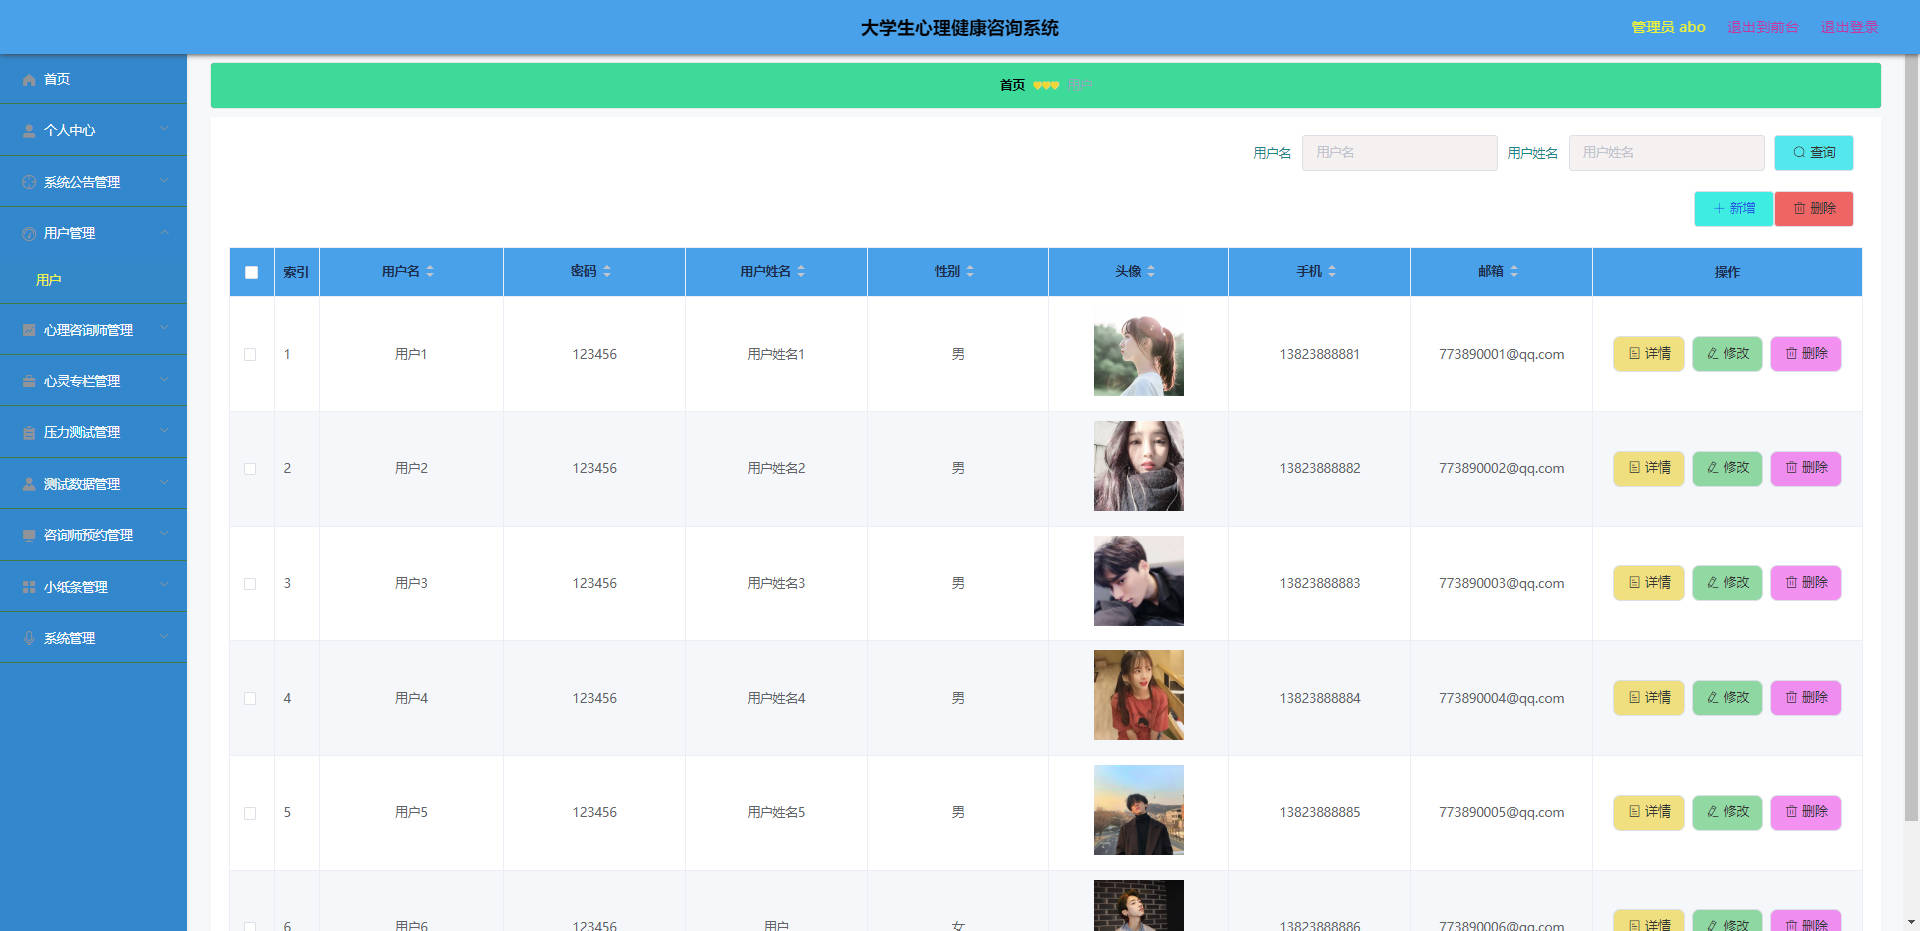 大学生心理健康咨询系统
管理员 abo 退出到前台 退出登录
首页
个人中心
系统公告管理
用户管理
用户
心理咨询师管理
心灵专栏管理
压力测试管理
测试数据管理
咨询师预约管理
小纸条管理
系统管理
首页 用户
用户名 用户名 用户姓名 用户姓名 查询
新增 删除
索引 用户名 密码 用户姓名 性别 头像 手机 邮箱 操作
1 用户1 123456 用户姓名1 男 13823888881 773890001@qq.com 详情 修改 删除
2 用户2 123456 用户姓名2 男 13823888882 773890002@qq.com 详情 修改 删除
3 用户3 123456 用户姓名3 男 13823888883 773890003@qq.com 详情 修改 删除
4 用户4 123456 用户姓名4 男 13823888884 773890004@qq.com 详情 修改 删除
5 用户5 123456 用户姓名5 男 13823888885 773890005@qq.com 详情 修改 删除
6 用户6 123456 用户 女 13823888886 773890006@qq.com 详情 修改 删除